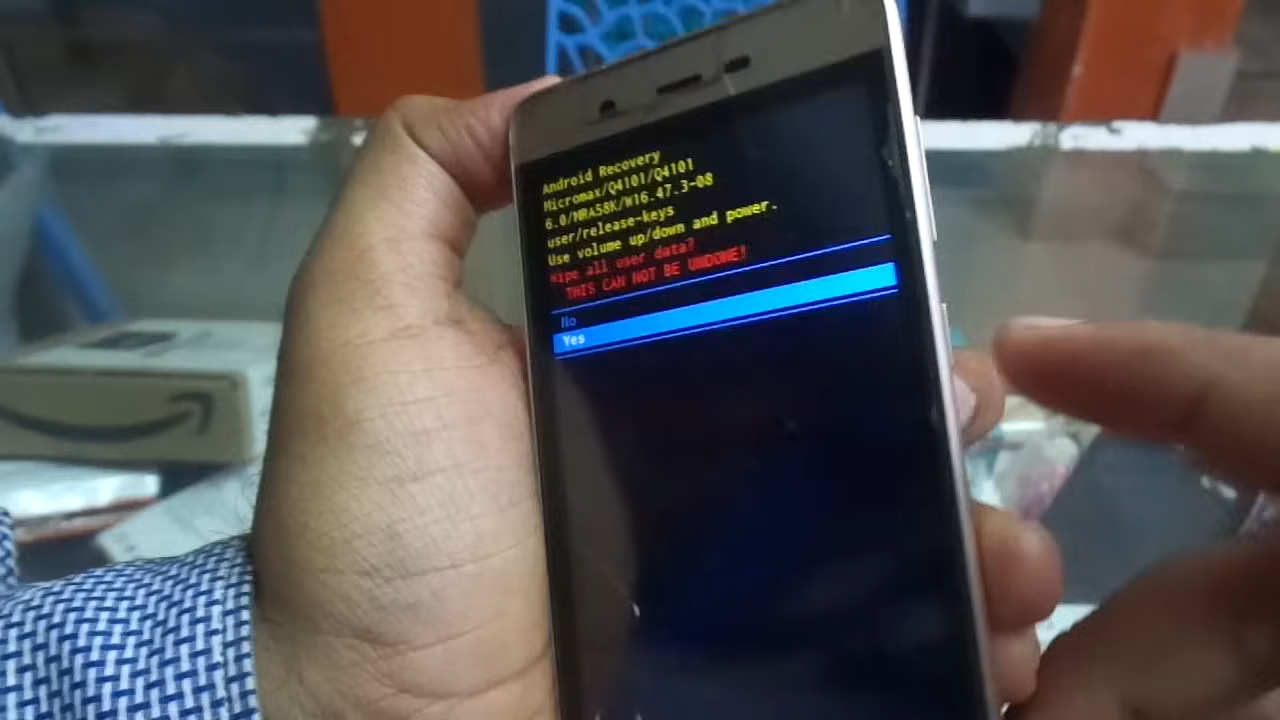 Android Recovery
Micromax/Q4101/Q4101
6.0/MRA58K/W16.47.3-08
user/release-keys
Use volume up/down and power.
Wipe all user data?
THIS CAN NOT BE UNDONE!
No
Yes